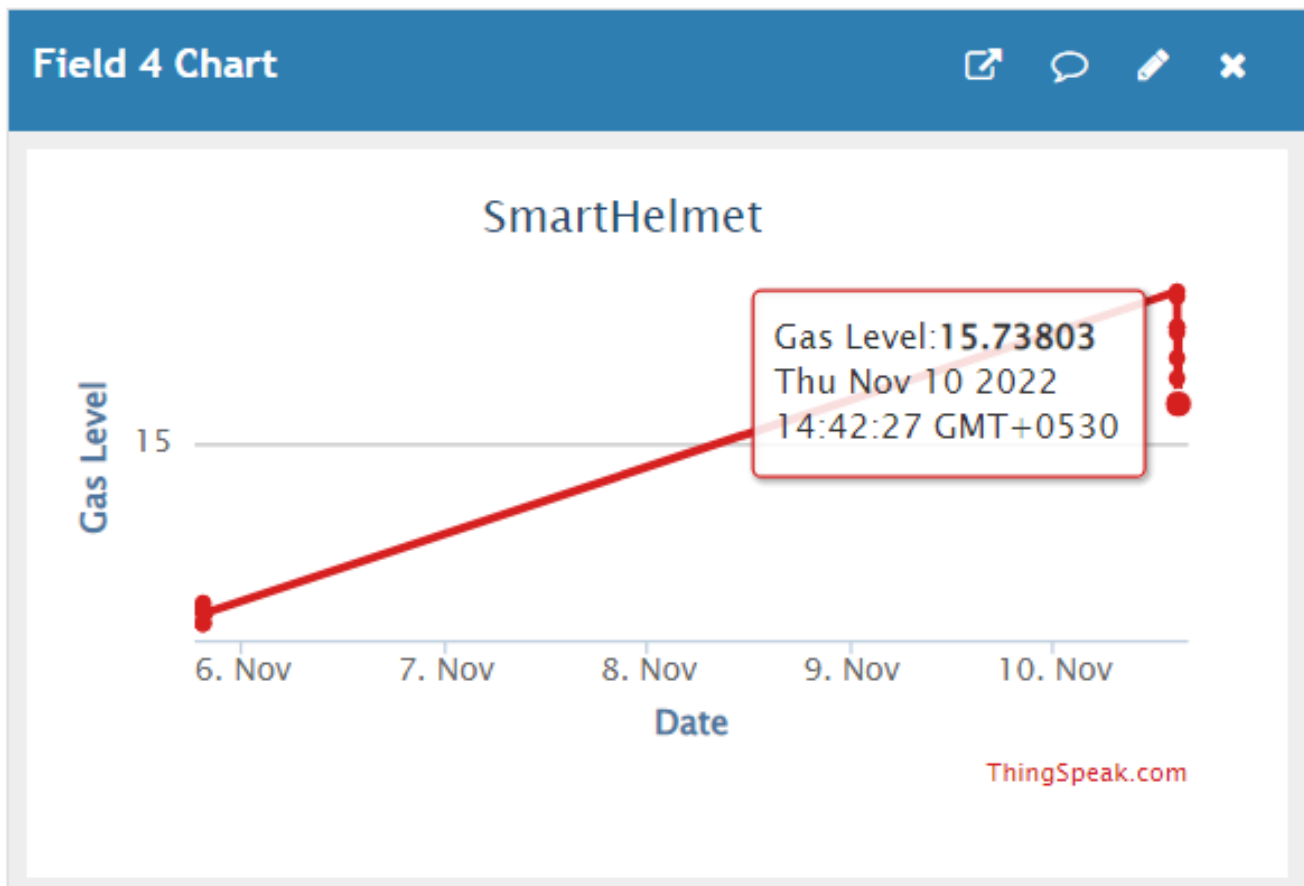 Field 4 Chart
SmartHelmet
Gas Level:15.73803
Thu Nov 10 2022
14:42:27 GMT+0530
Gas Level
15
6. Nov 7. Nov 8. Nov 9. Nov 10. Nov
Date
ThingSpeak.com